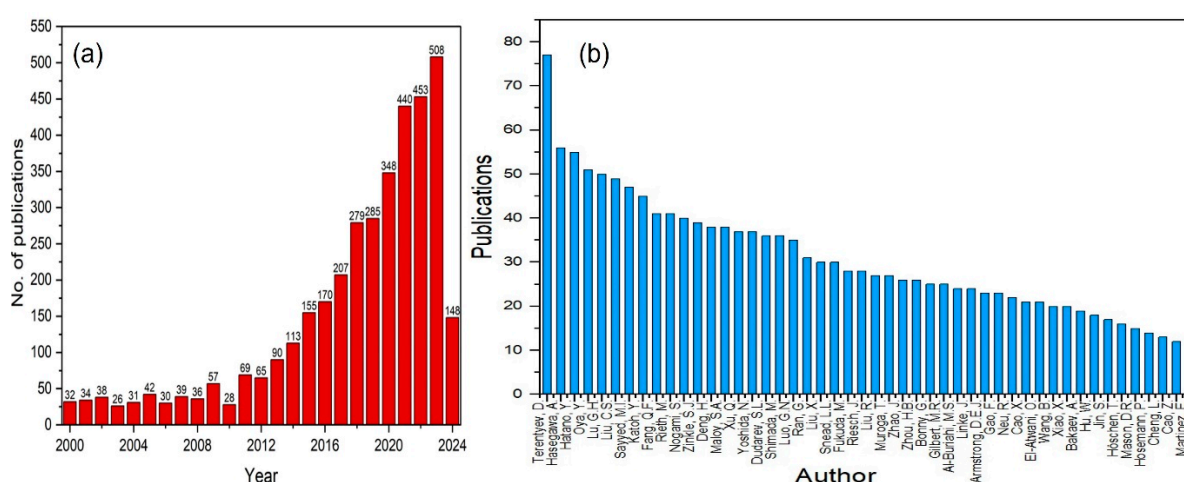 (a)
No. of publications
550
500
450
400
350
300
250
200
150
100
50
0
32
34
38
26
31
42
30
39
36
57
28
69
65
90
113
155
170
207
279
285
348
440
453
508
148
2000
2004
2008
2012
2016
2020
2024
Year
(b)
Publications
80
70
60
50
40
30
20
10
Terentyev, D.
Hasegawa, A
Hatano, Y.
Oya, Y.
Lu, G.H
Liu, C.S
Sayyed, M.I
Katoh, Y.
Fang, Q.F
Rieth, M.
Nogami, S
Zinkle, S.J
Deng, H
Maloy, S.A
Xu, Q
Yoshida, N
Dudarev, S.L
Shimada, M.
Luo, G.N
Ran, G.
Liu, X
Snead, L.L
Fukuda, M.
Riesch, J
Liu, R
Muroga, T.
Zhao, J.
Zhou, H.B
Bonny, G
Gilbert, M.R
Al-Buriahi, M.S
Linke, J
Armstrong, D.E.J
Gao, F
Neu, R
Cao, X
El-Atwani, O
Wang, B
Xiao, X
Bakaev, A
Hu, W
Jin, S
Höschen, T.
Mason, D.R
Hosemann, P.
Cheng, L
Cao, Z
Martinez, E
Author